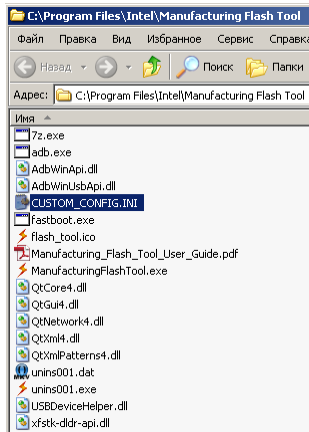 C:\Program Files\Intel\Manufacturing Flash Tool
Файл Правка Вид Избранное Сервис Справка
Назад Поиск Папки
Адрес: C:\Program Files\Intel\Manufacturing Flash Tool
Имя
7z.exe
adb.exe
AdbWinApi.dll
AdbWinUsbApi.dll
CUSTOM_CONFIG.INI
fastboot.exe
flash_tool.ico
Manufacturing_Flash_Tool_User_Guide.pdf
ManufacturingFlashTool.exe
QtCore4.dll
QtGui4.dll
QtNetwork4.dll
QtXml4.dll
QtXmlPatterns4.dll
unins001.dat
unins001.exe
USBDeviceHelper.dll
xfstk-dldr-api.dll